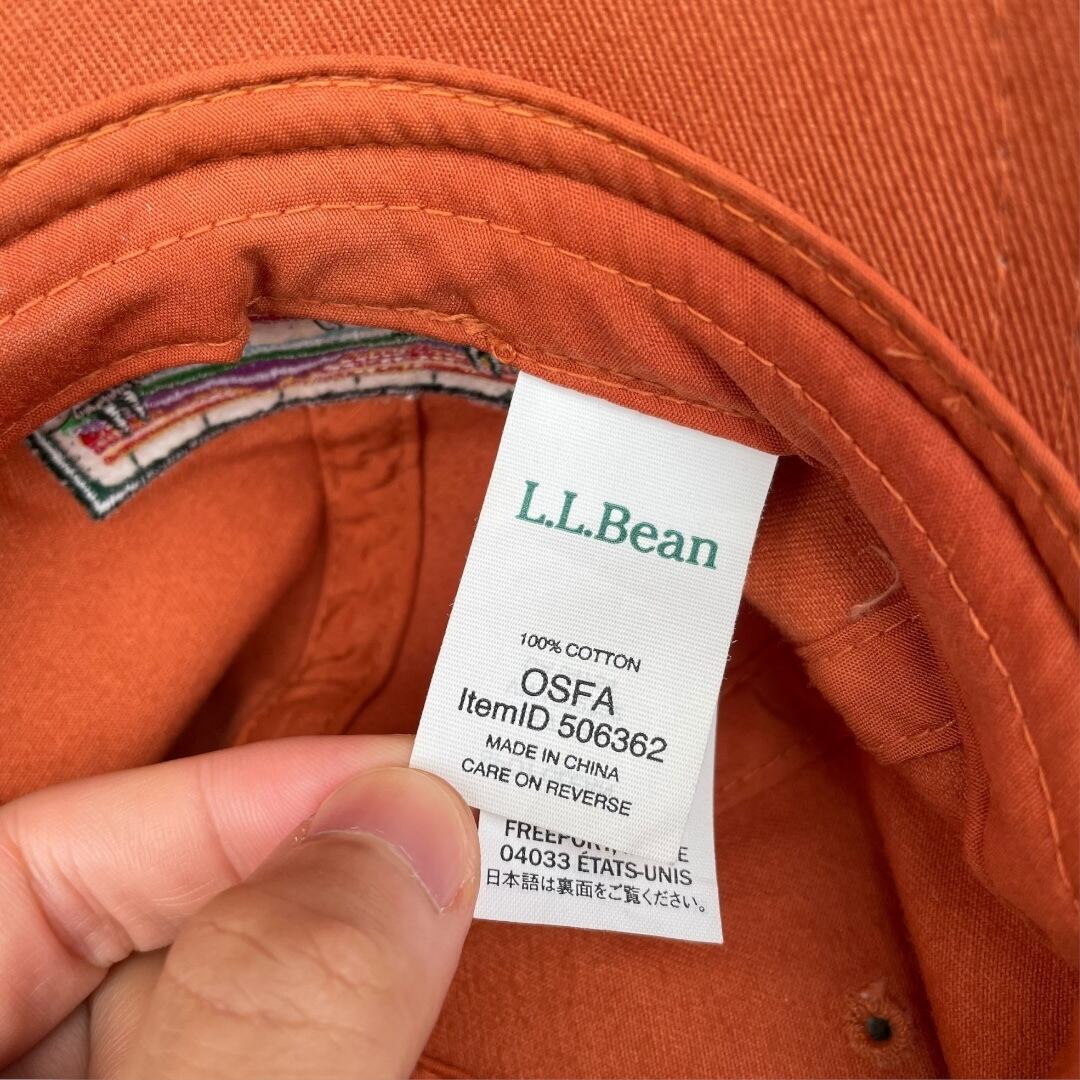 L.L.Bean
100% COTTON
OSFA
ItemID 506362
MADE IN CHINA
CARE ON REVERSE
FREEPORT,
04033 ÉTATS-UNIS
日本語は裏面をご覧ください。